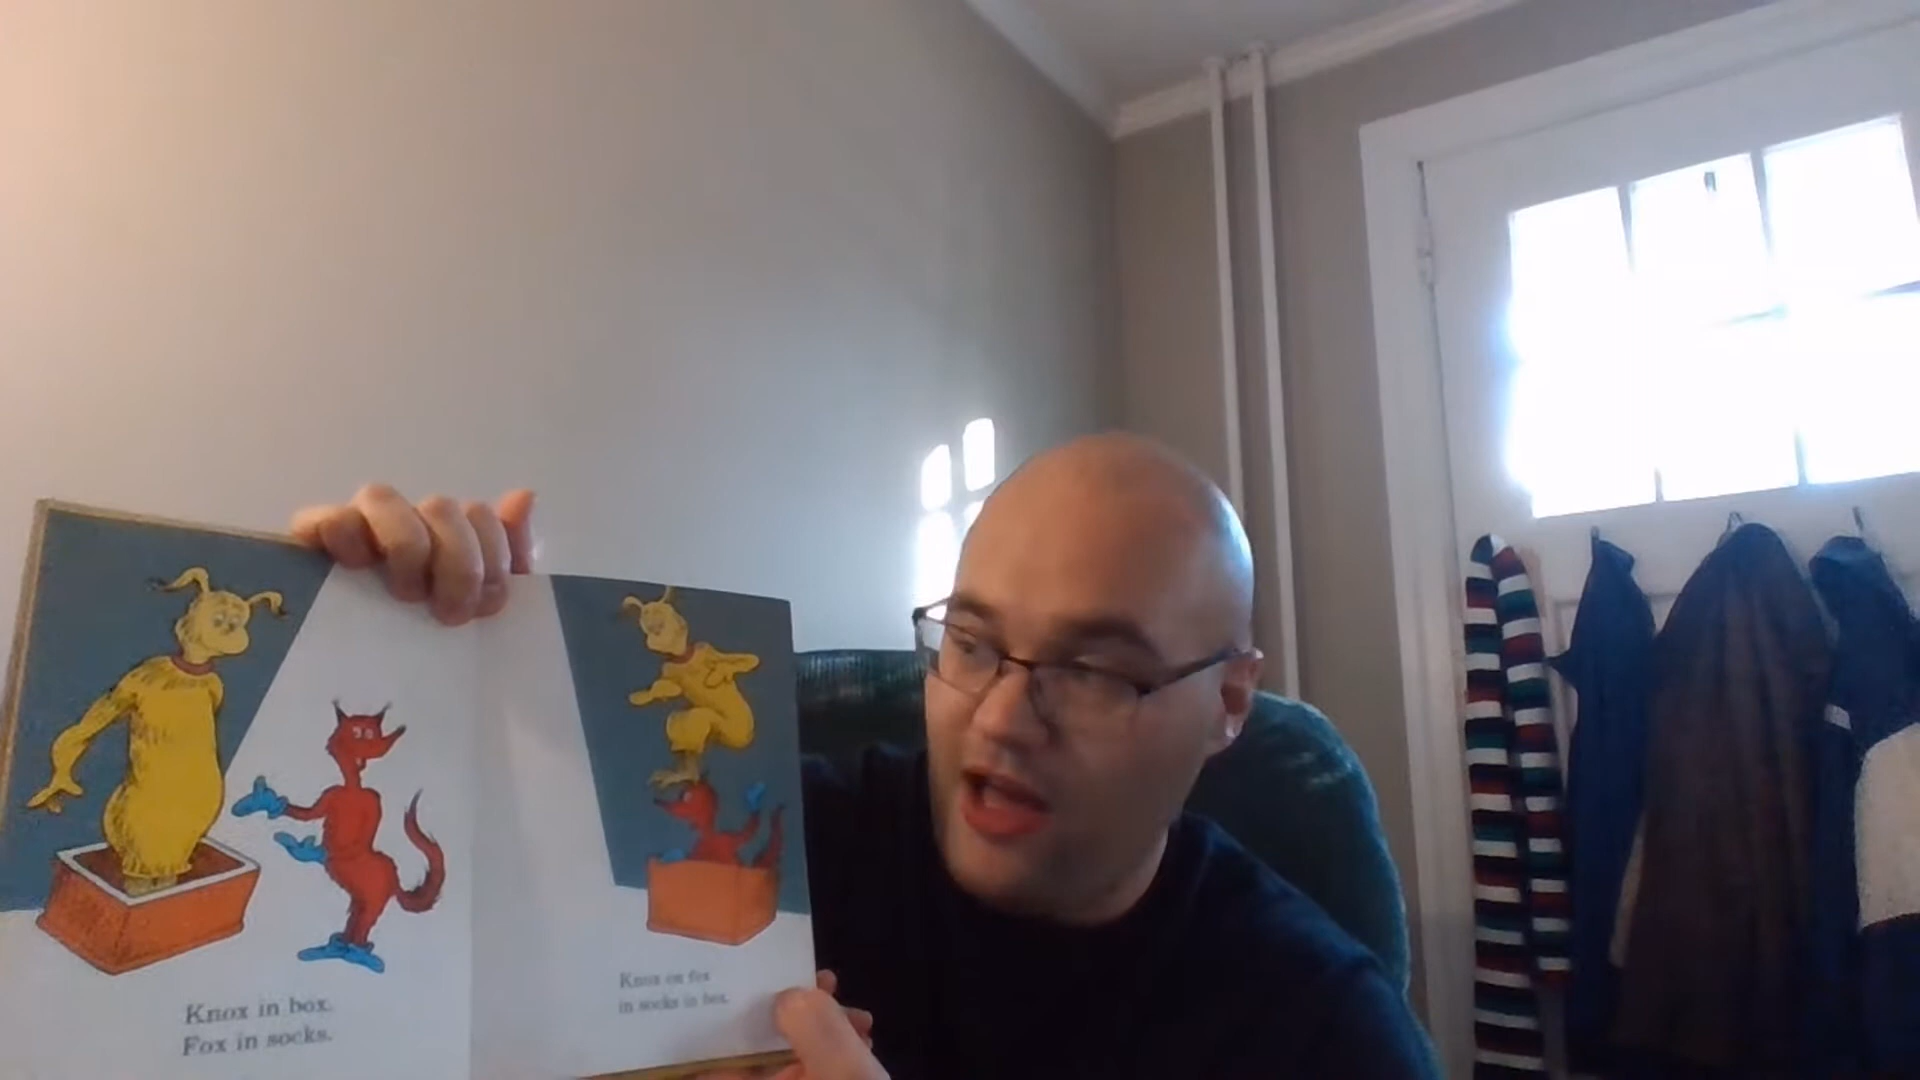 Knox in box.
Fox in socks.
Knox on fox
in socks in box.